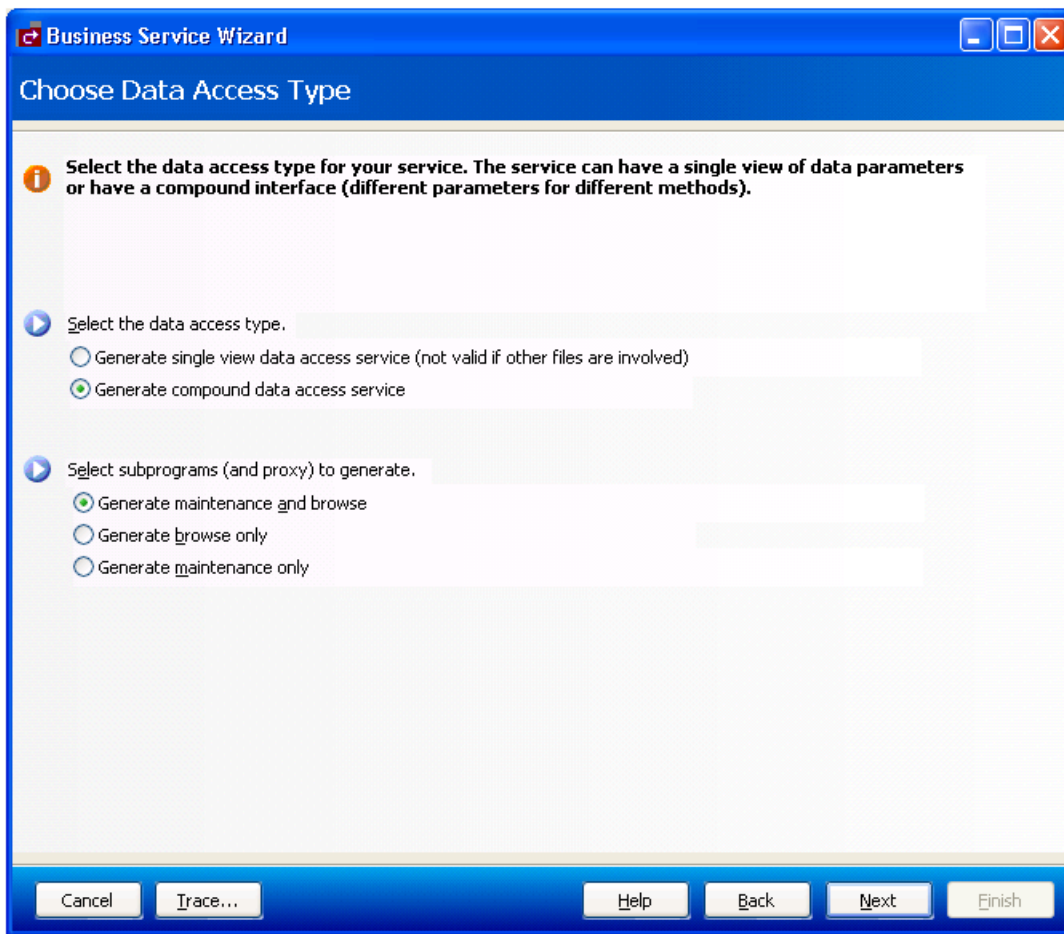 Business Service Wizard
Choose Data Access Type
Select the data access type for your service. The service can have a single view of data parameters
or have a compound interface (different parameters for different methods).
Select the data access type.
Generate single view data access service (not valid if other files are involved)
Generate compound data access service
Select subprograms (and proxy) to generate.
Generate maintenance and browse
Generate browse only
Generate maintenance only
Cancel Trace... Help Back Next Finish